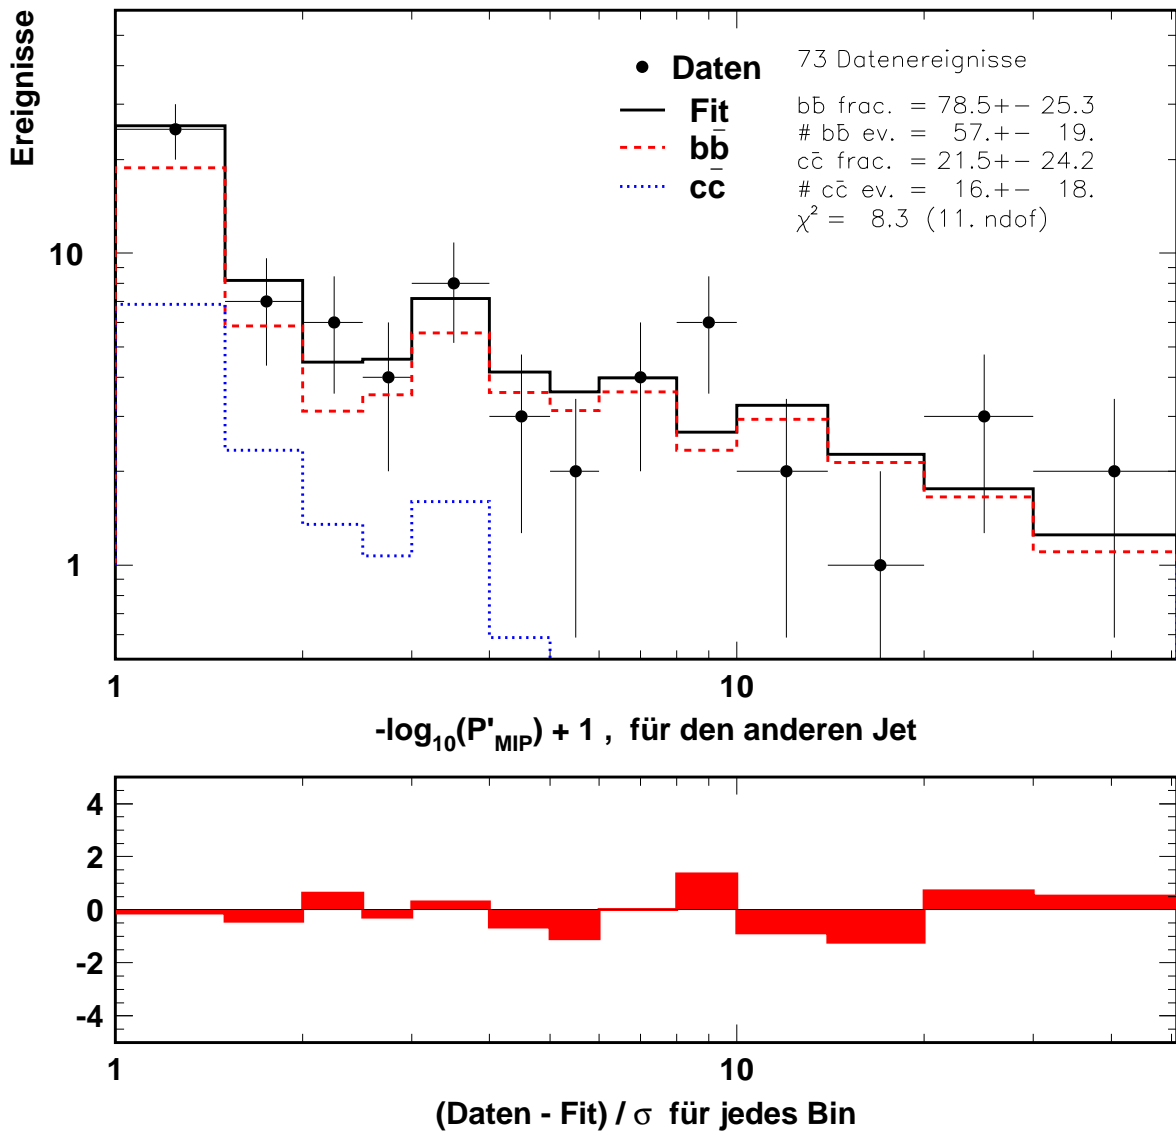 Ereignisse
Daten
Fit
bb̄
cc̄
73 Datenereignisse
bb̄ frac. = 78.5+− 25.3
# bb̄ ev. = 57.+− 19.
cc̄ frac. = 21.5+− 24.2
# cc̄ ev. = 16.+− 18.
χ² = 8.3 (11. ndof)
10
1
1 10
-log₁₀(P'MIP) + 1 , für den anderen Jet
4
2
0
-2
-4
1 10
(Daten - Fit) / σ für jedes Bin